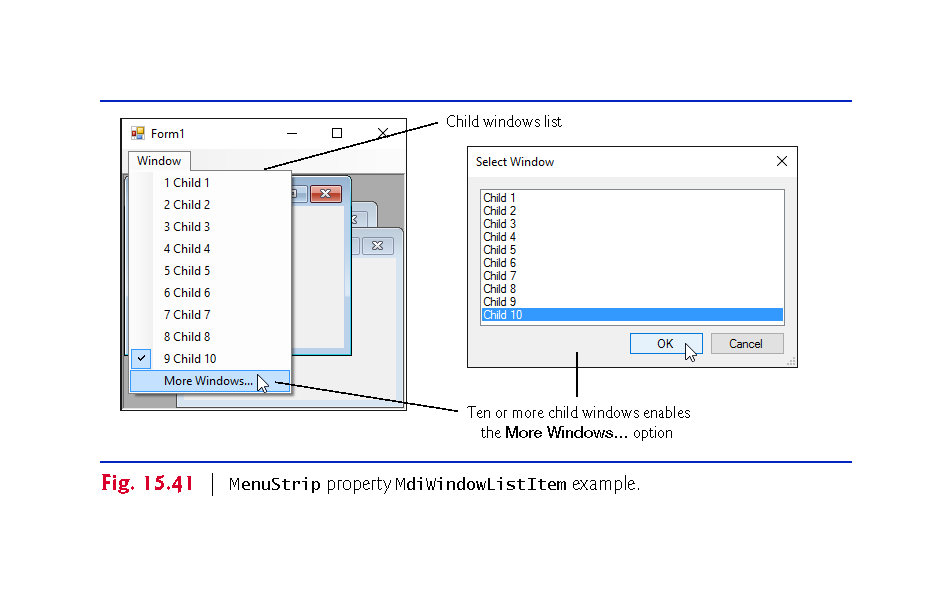 Form1
Window
1 Child 1
2 Child 2
3 Child 3
4 Child 4
5 Child 5
6 Child 6
7 Child 7
8 Child 8
9 Child 10
More Windows...
Child windows list
Select Window
Child 1
Child 2
Child 3
Child 4
Child 5
Child 6
Child 7
Child 8
Child 9
Child 10
OK
Cancel
Ten or more child windows enables
the More Windows... option
Fig. 15.41 | MenuStrip property MdiWindowListItem example.